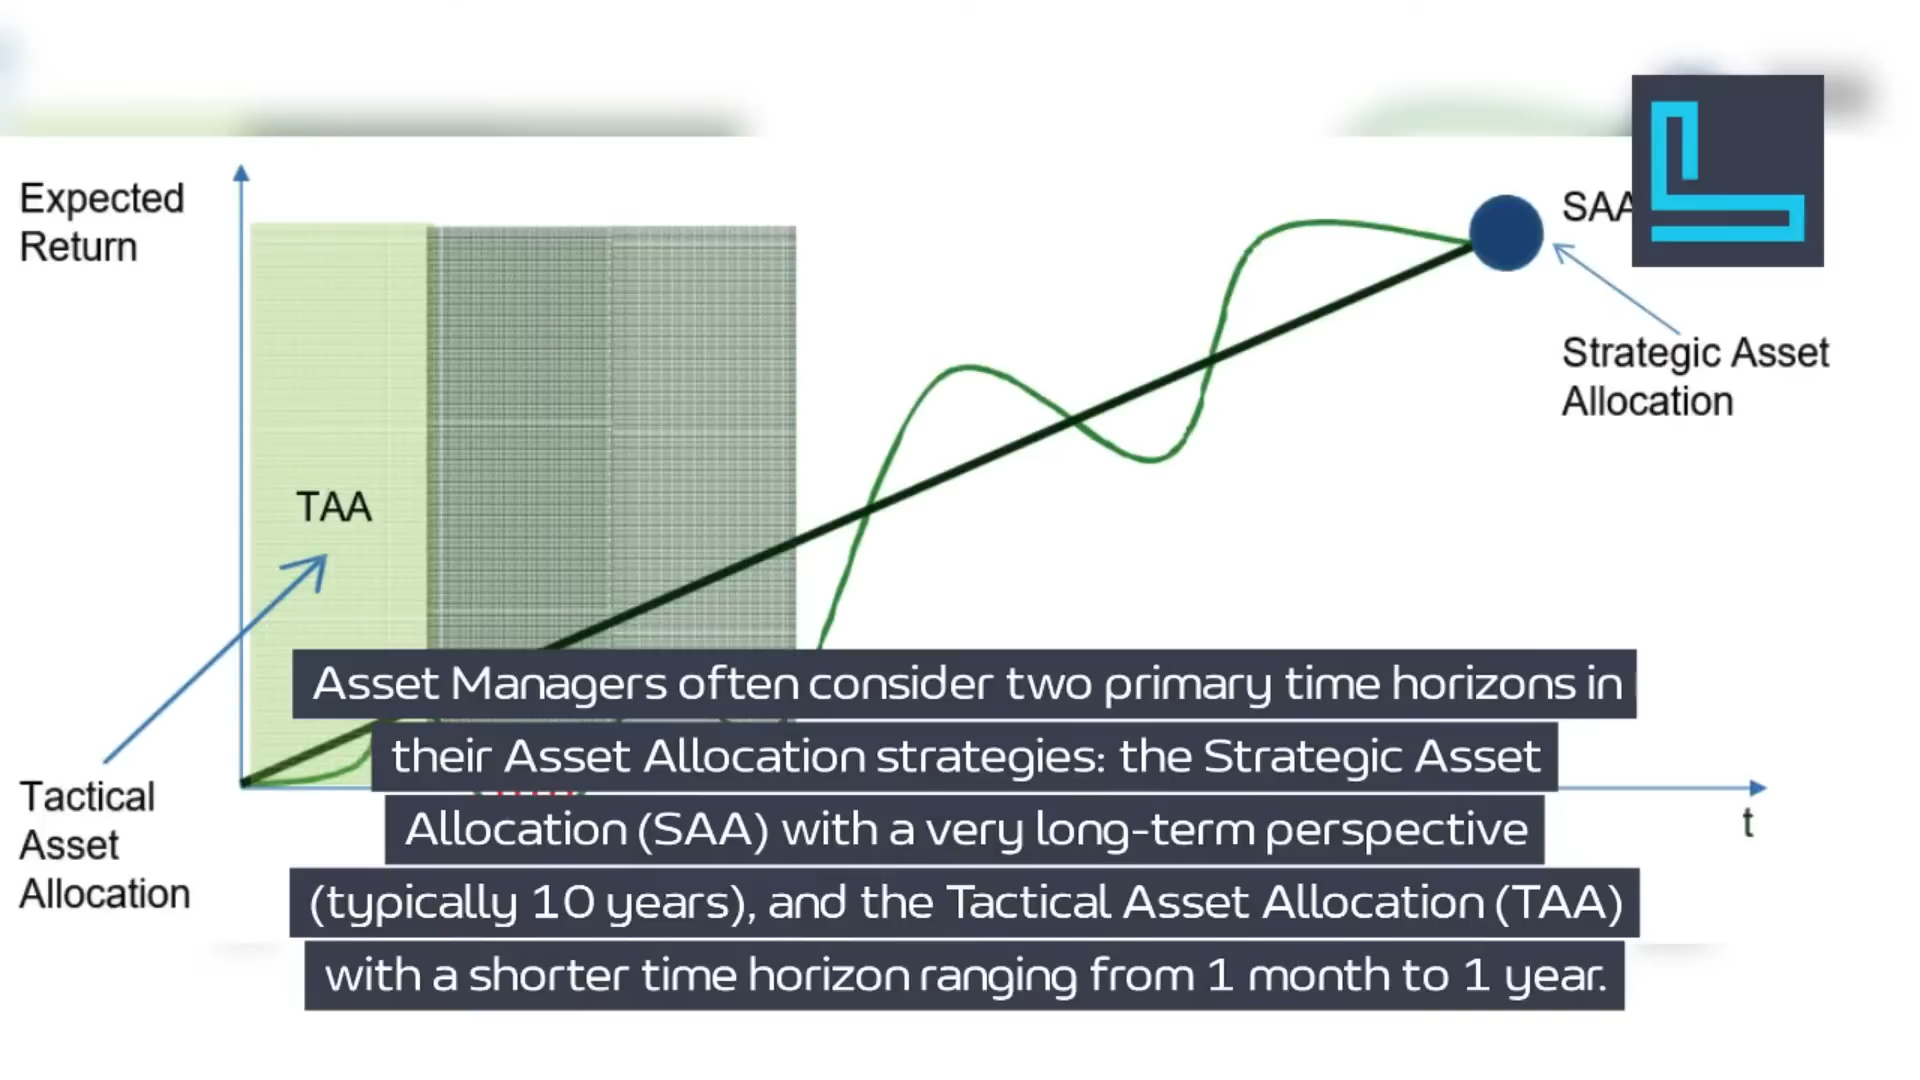 Expected
Return
SAA
Strategic Asset
Allocation
TAA
Tactical
Asset
Allocation
t
Asset Managers often consider two primary time horizons in
their Asset Allocation strategies: the Strategic Asset
Allocation (SAA) with a very long-term perspective
(typically 10 years), and the Tactical Asset Allocation (TAA)
with a shorter time horizon ranging from 1 month to 1 year.